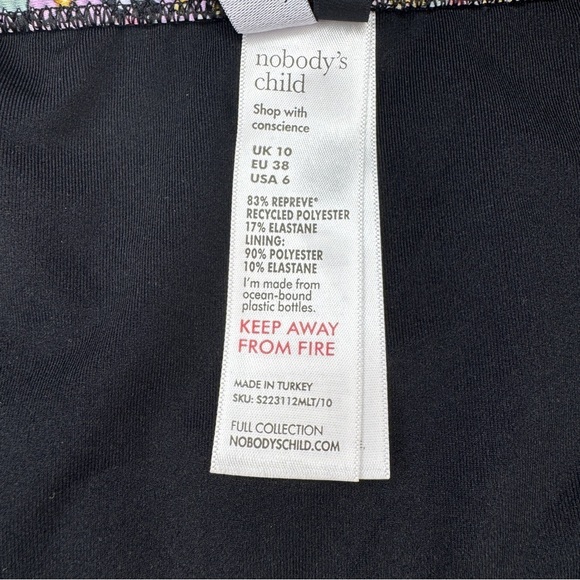 nobody's
child
Shop with
conscience
UK 10
EU 38
USA 6
83% REPREVE®
RECYCLED POLYESTER
17% ELASTANE
LINING:
90% POLYESTER
10% ELASTANE
I'm made from
ocean-bound
plastic bottles.
KEEP AWAY
FROM FIRE
MADE IN TURKEY
SKU: S223112MLT/10
FULL COLLECTION
NOBODYSCHILD.COM